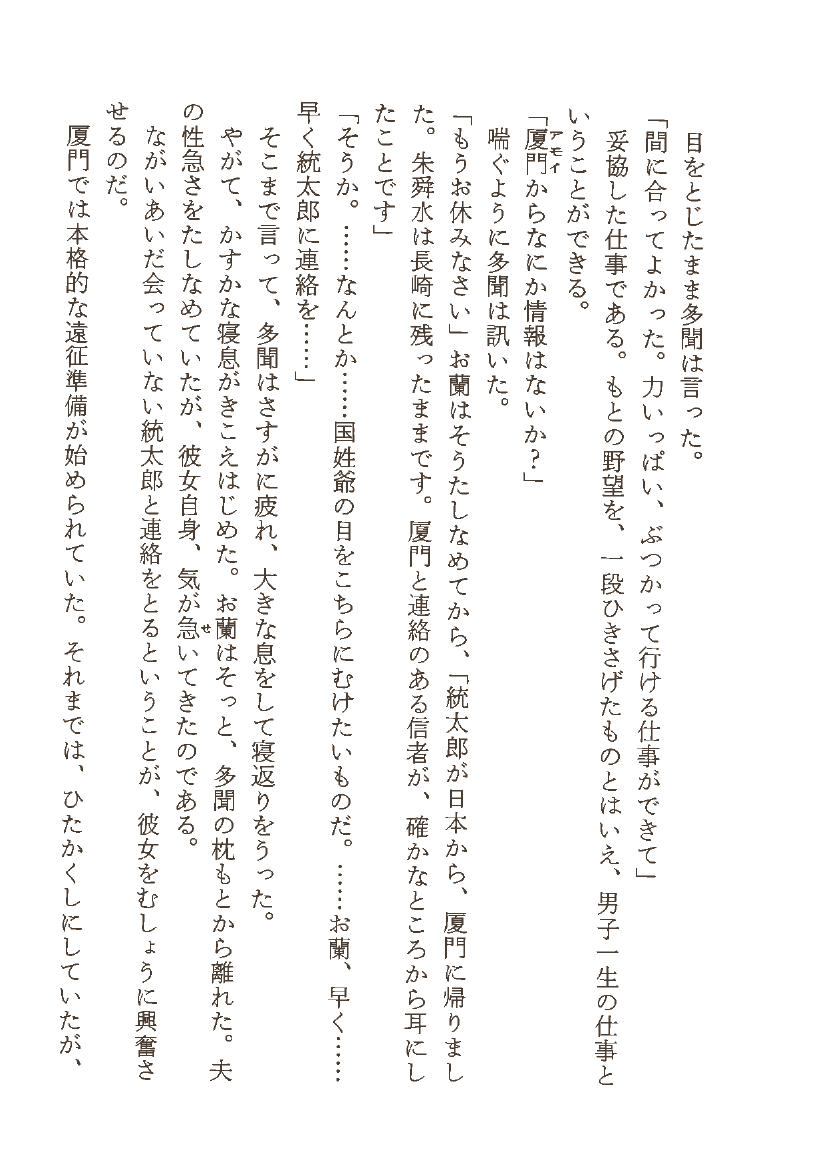 目をとじたまま多聞は言った。
「間に合ってよかった。力いっぱい、ぶつかって行ける仕事ができて」
妥協した仕事である。もとの野望を、一段ひきさげたものとはいえ、男子一生の仕事と
いうことができる。
「厦門からなにか情報はないか?」
アモイ
喘ぐように多聞は訊いた。
「もうお休みなさい」お蘭はそうたしなめてから、「統太郎が日本から、厦門に帰りまし
た。朱舜水は長崎に残ったままです。厦門と連絡のある信者が、確かなところから耳にし
たことです」
「そうか。……なんとか……国姓爺の目をこちらにむけたいものだ。……お蘭、早く……
早く統太郎に連絡を……」
そこまで言って、多聞はさすがに疲れ、大きな息をして寝返りをうった。
やがて、かすかな寝息がきこえはじめた。お蘭はそっと、多聞の枕もとから離れた。夫
の性急さをたしなめていたが、彼女自身、気が急いてきたのである。
せ
ながいあいだ会っていない統太郎と連絡をとるということが、彼女をむしょうに興奮さ
せるのだ。
厦門では本格的な遠征準備が始められていた。それまでは、ひたかくしにしていたが、